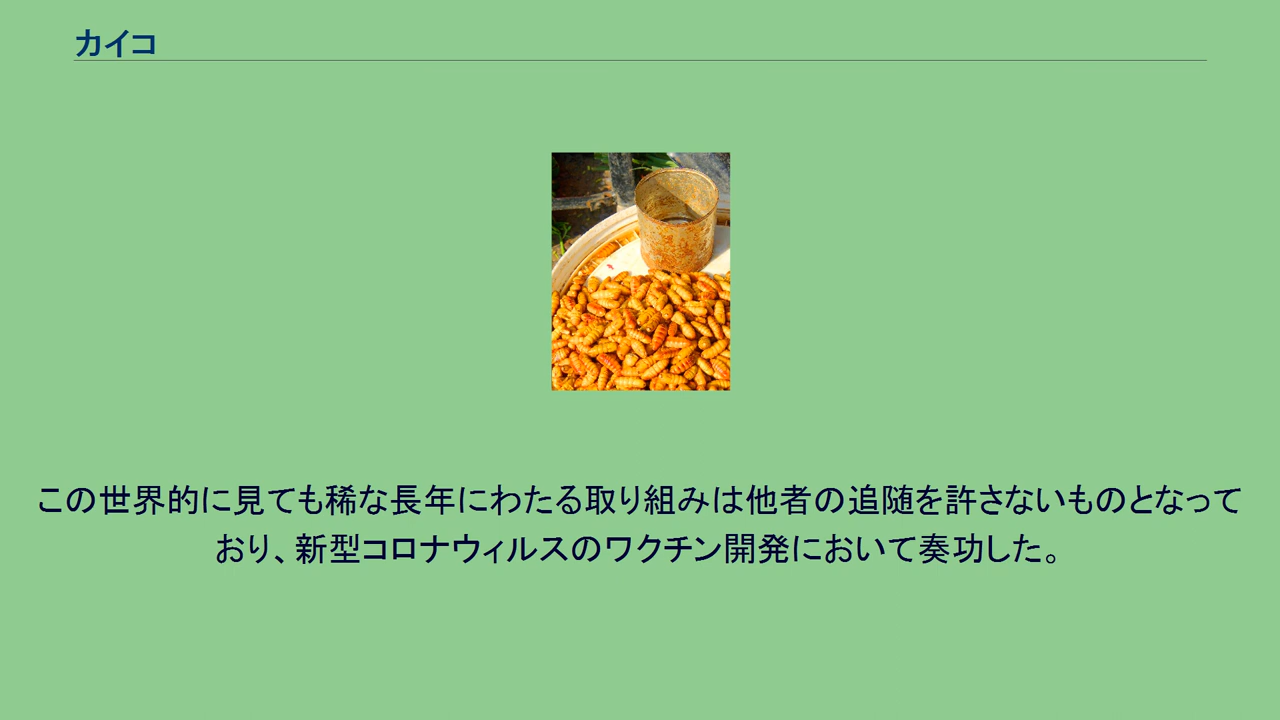 カイコ
この世界的に見ても稀な長年にわたる取り組みは他者の追随を許さないものとなって
おり、新型コロナウィルスのワクチン開発において奏功した。